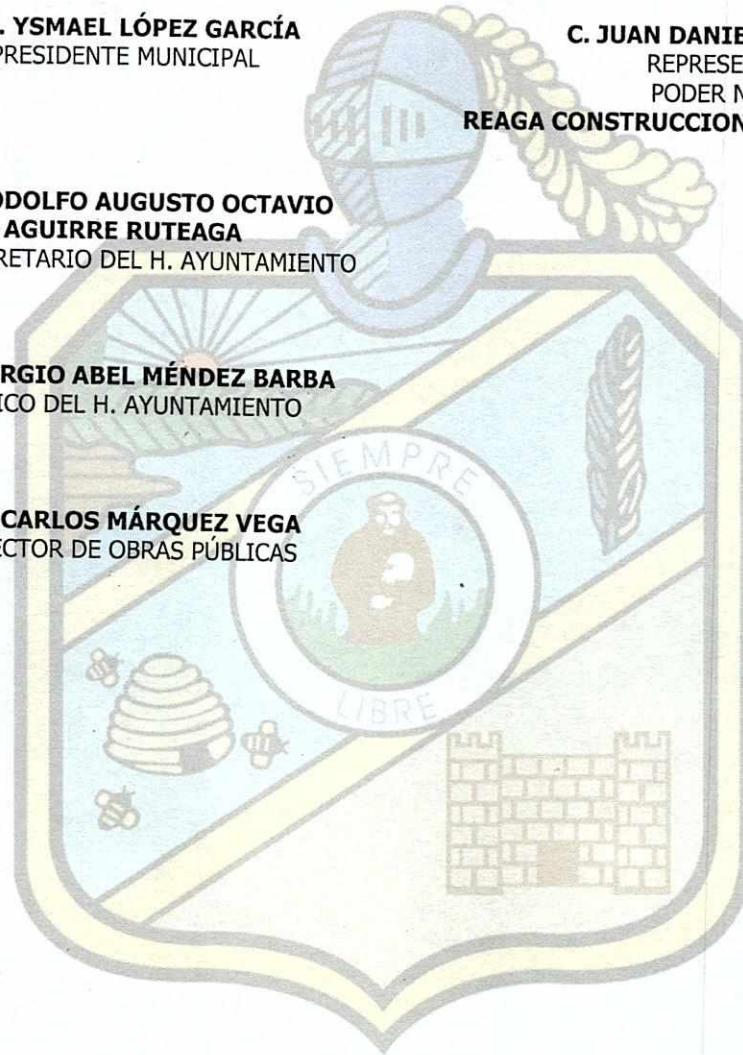 . YSMAEL LÓPEZ GARCÍA
PRESIDENTE MUNICIPAL
ODOLFO AUGUSTO OCTAVIO
AGUIRRE RUTEAGA
RETARIO DEL H. AYUNTAMIENTO
RGIO ABEL MÉNDEZ BARBA
ICO DEL H. AYUNTAMIENTO
CARLOS MÁRQUEZ VEGA
ECTOR DE OBRAS PÚBLICAS
C. JUAN DANIE
REPRESE
PODER N
REAGA CONSTRUCCION
SIEMPRE
LIBRE